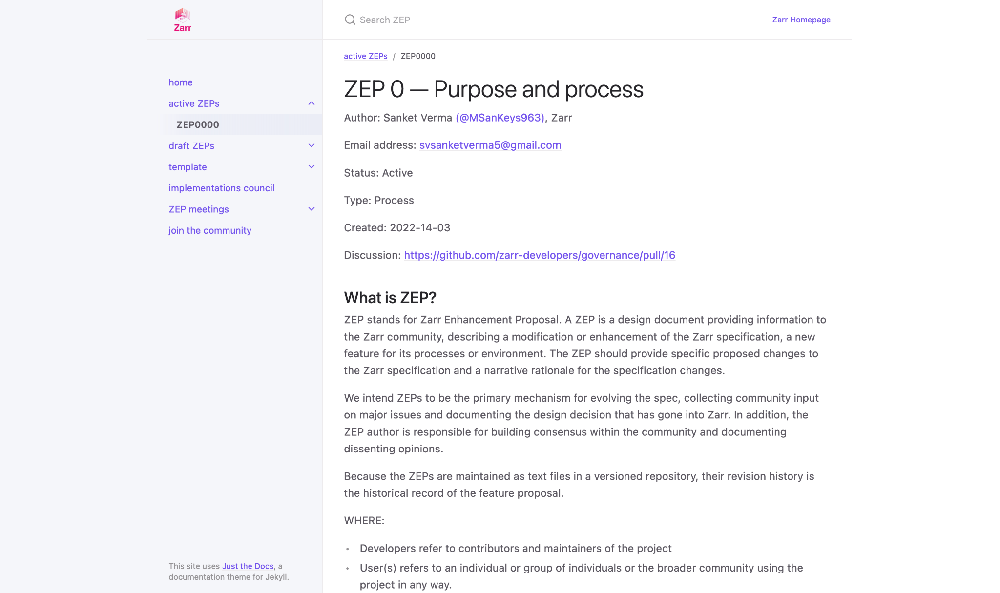 Zarr
Search ZEP
Zarr Homepage
home
active ZEPs
ZEP0000
draft ZEPs
template
implementations council
ZEP meetings
join the community
This site uses Just the Docs, a
documentation theme for Jekyll.
active ZEPs / ZEP0000
ZEP 0 — Purpose and process
Author: Sanket Verma (@MSanKeys963), Zarr
Email address: svsanketverma5@gmail.com
Status: Active
Type: Process
Created: 2022-14-03
Discussion: https://github.com/zarr-developers/governance/pull/16
What is ZEP?
ZEP stands for Zarr Enhancement Proposal. A ZEP is a design document providing information to
the Zarr community, describing a modification or enhancement of the Zarr specification, a new
feature for its processes or environment. The ZEP should provide specific proposed changes to
the Zarr specification and a narrative rationale for the specification changes.
We intend ZEPs to be the primary mechanism for evolving the spec, collecting community input
on major issues and documenting the design decision that has gone into Zarr. In addition, the
ZEP author is responsible for building consensus within the community and documenting
dissenting opinions.
Because the ZEPs are maintained as text files in a versioned repository, their revision history is
the historical record of the feature proposal.
WHERE:
• Developers refer to contributors and maintainers of the project
• User(s) refers to an individual or group of individuals or the broader community using the
project in any way.